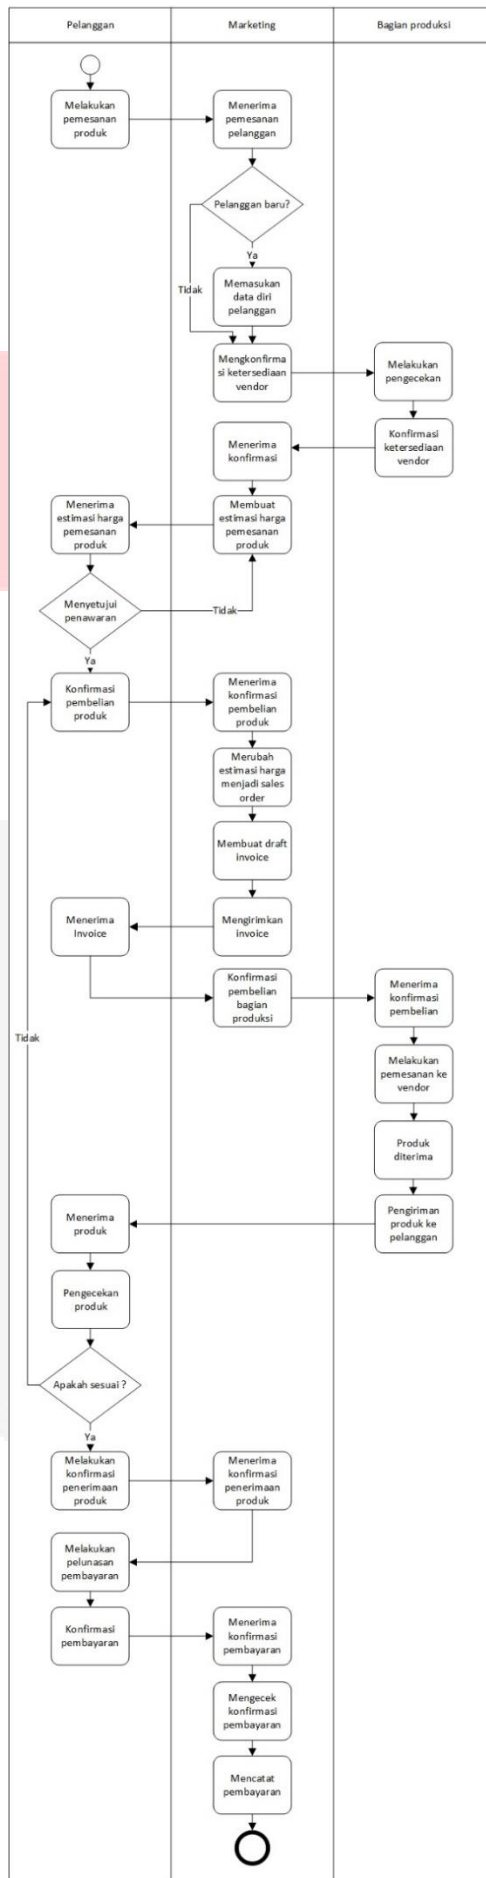 Pelanggan
Marketing
Bagian produksi
Melakukan
pemesanan
produk
Menerima
pemesanan
pelanggan
Pelanggan baru?
Ya
Tidak
Memasukan
data diri
pelanggan
Mengkonfirma
si ketersediaan
vendor
Melakukan
pengecekan
Konfirmasi
ketersediaan
vendor
Menerima
konfirmasi
Membuat
estimasi harga
pemesanan
produk
Menerima
estimasi harga
pemesanan
produk
Menyetujui
penawaran
Tidak
Ya
Konfirmasi
pembelian
produk
Menerima
konfirmasi
pembelian
produk
Merubah
estimasi harga
menjadi sales
order
Membuat draft
invoice
Mengirimkan
invoice
Menerima
Invoice
Konfirmasi
pembelian
bagian
produksi
Menerima
konfirmasi
pembelian
Melakukan
pemesanan ke
vendor
Produk
diterima
Pengiriman
produk ke
pelanggan
Menerima
produk
Pengecekan
produk
Apakah sesuai ?
Tidak
Ya
Melakukan
konfirmasi
penerimaan
produk
Menerima
konfirmasi
penerimaan
produk
Melakukan
pelunasan
pembayaran
Konfirmasi
pembayaran
Menerima
konfirmasi
pembayaran
Mengecek
konfirmasi
pembayaran
Mencatat
pembayaran